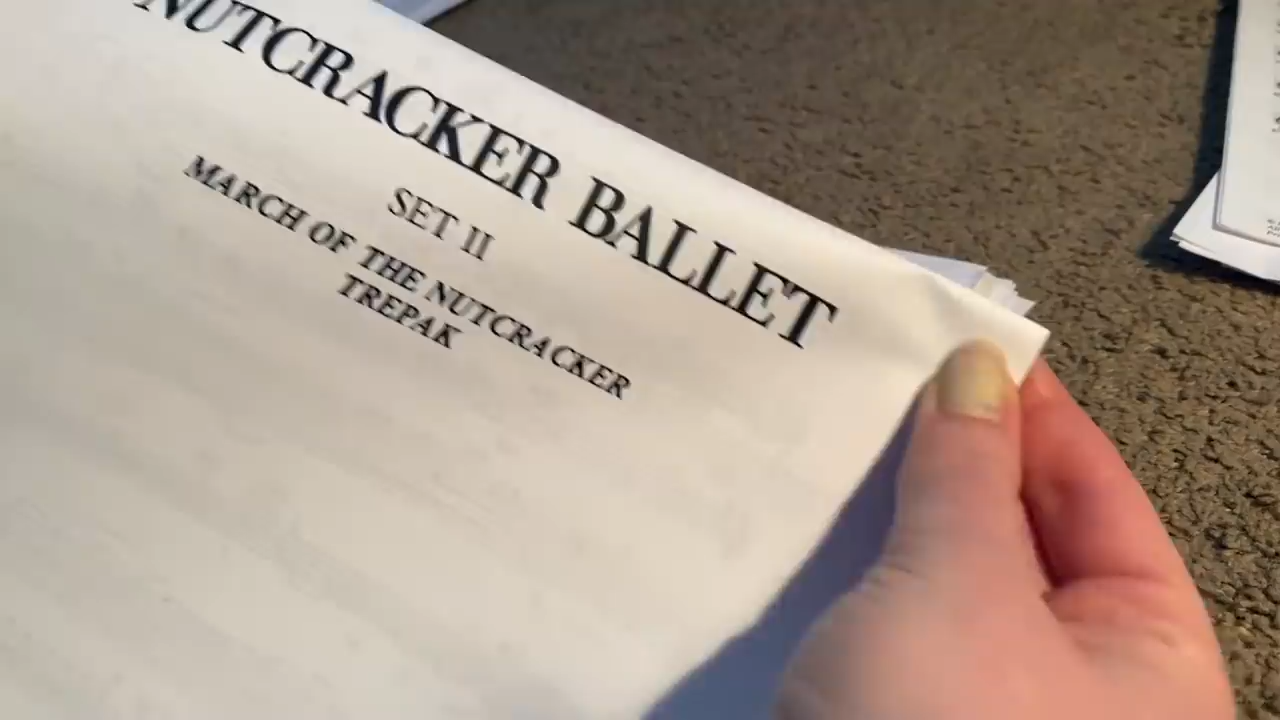 NUTCRACKER BALLET
SET II
MARCH OF THE NUTCRACKER
TREPAK